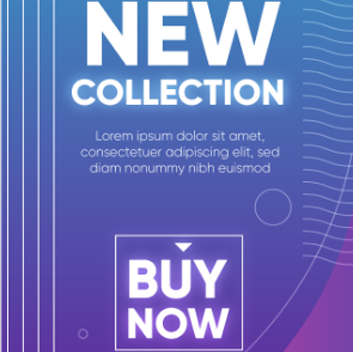 NEW
COLLECTION
Lorem ipsum dolor sit amet,
consectetuer adipiscing elit, sed
diam nonummy nibh euismod
BUY
NOW